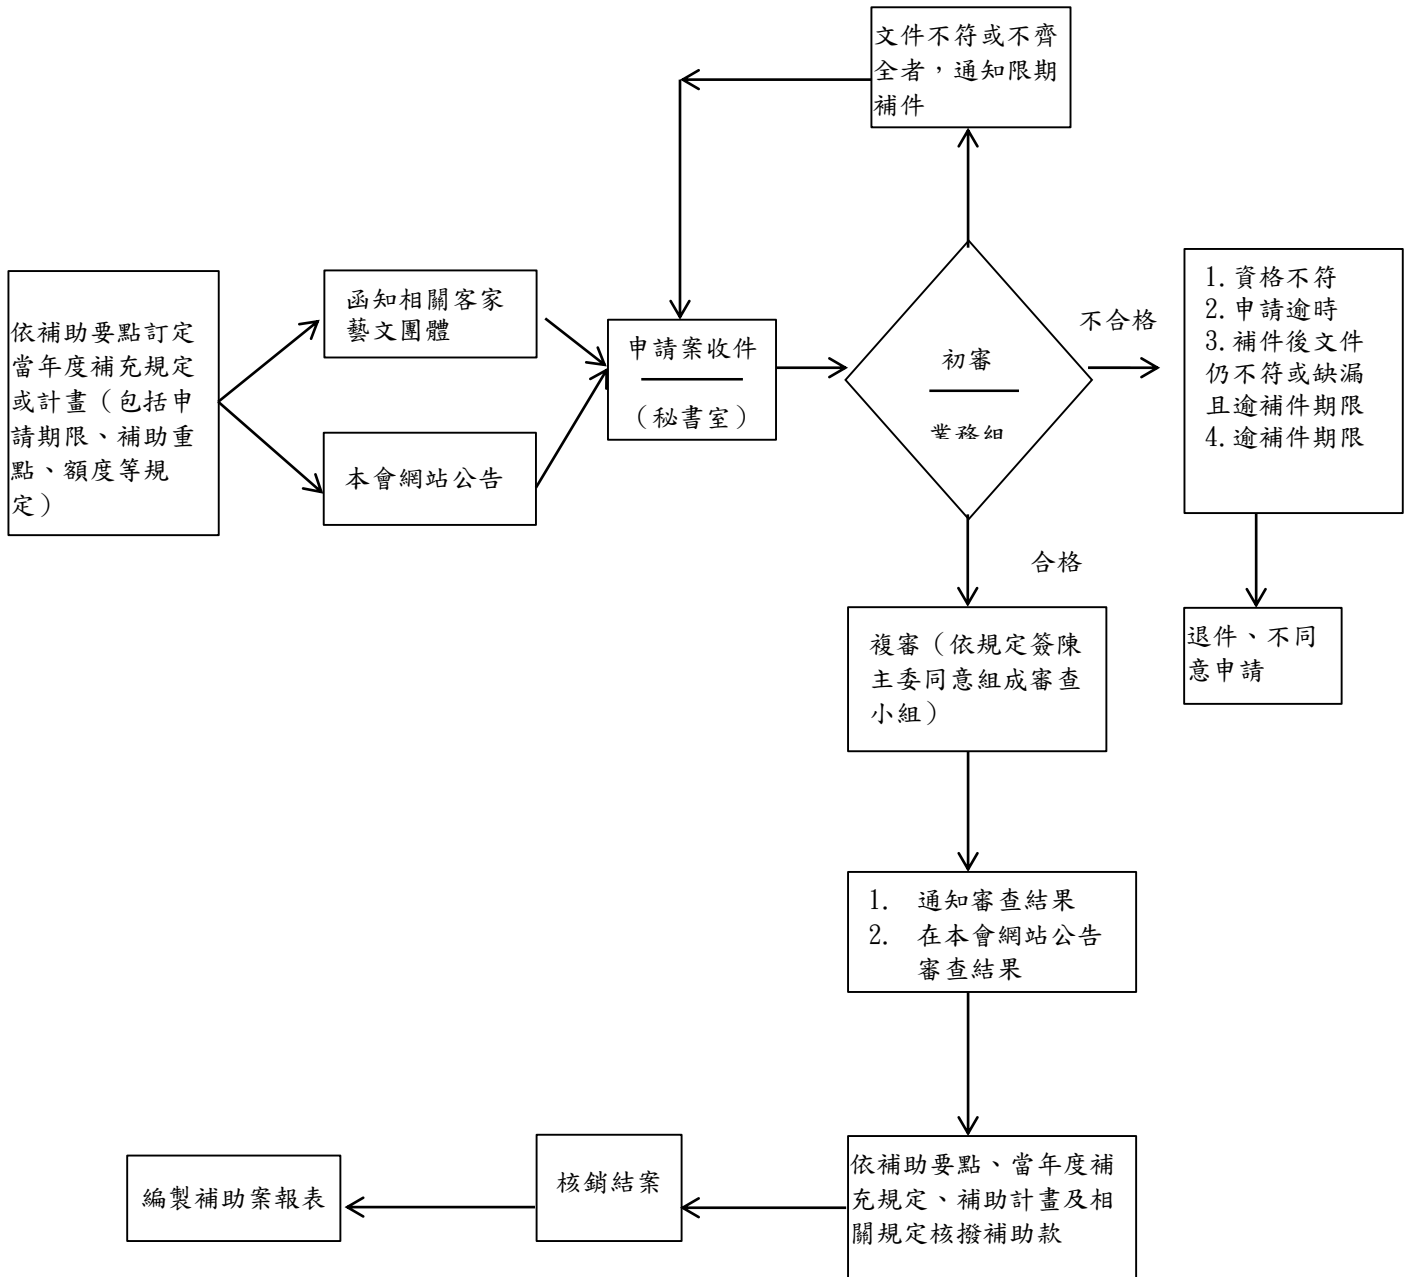 文件不符或不齊
全者，通知限期
補件
依補助要點訂定
當年度補充規定
或計畫（包括申
請期限、補助重
點、額度等規
定）
函知相關客家
藝文團體
本會網站公告
申請案收件
（秘書室）
初審
業務組
不合格
1.資格不符
2.申請逾時
3.補件後文件
仍不符或缺漏
且逾補件期限
4.逾補件期限
退件、不同
意申請
合格
複審（依規定簽陳
主委同意組成審查
小組）
1. 通知審查結果
2. 在本會網站公告
審查結果
依補助要點、當年度補
充規定、補助計畫及相
關規定核撥補助款
核銷結案
編製補助案報表